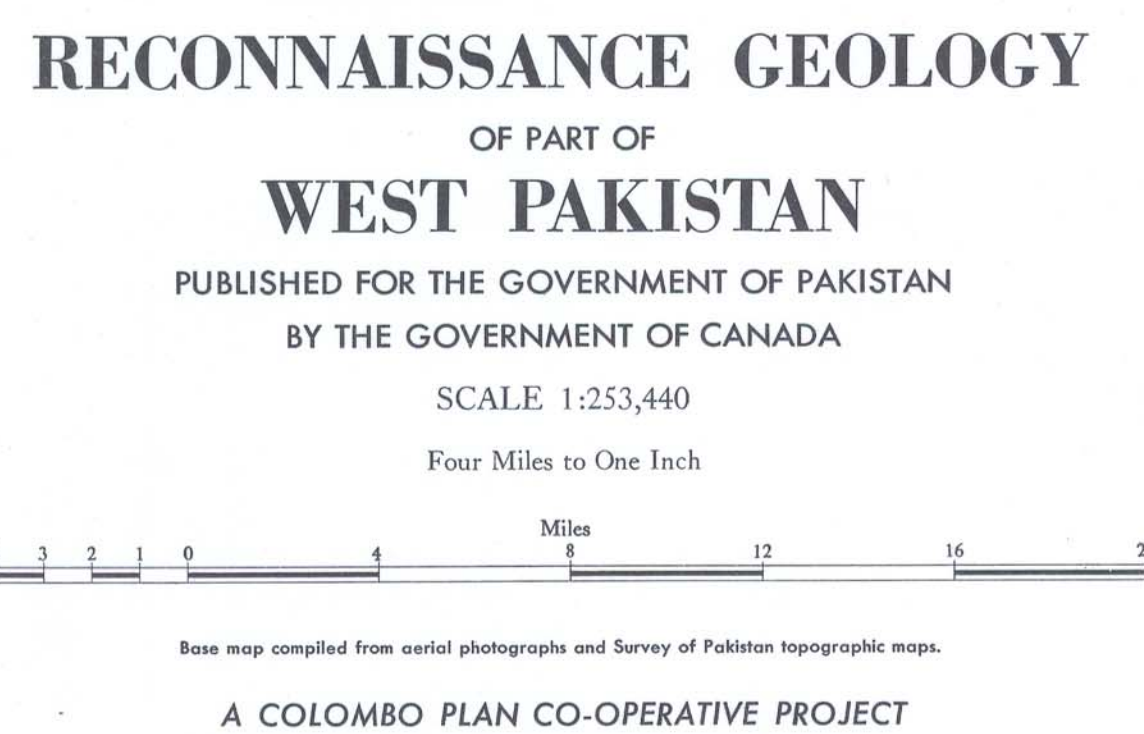 RECONNAISSANCE GEOLOGY
OF PART OF
WEST PAKISTAN
PUBLISHED FOR THE GOVERNMENT OF PAKISTAN
BY THE GOVERNMENT OF CANADA
SCALE 1:253,440
Four Miles to One Inch
Miles
3 2 1 0 4 8 12 16
Base map compiled from aerial photographs and Survey of Pakistan topographic maps.
A COLOMBO PLAN CO-OPERATIVE PROJECT